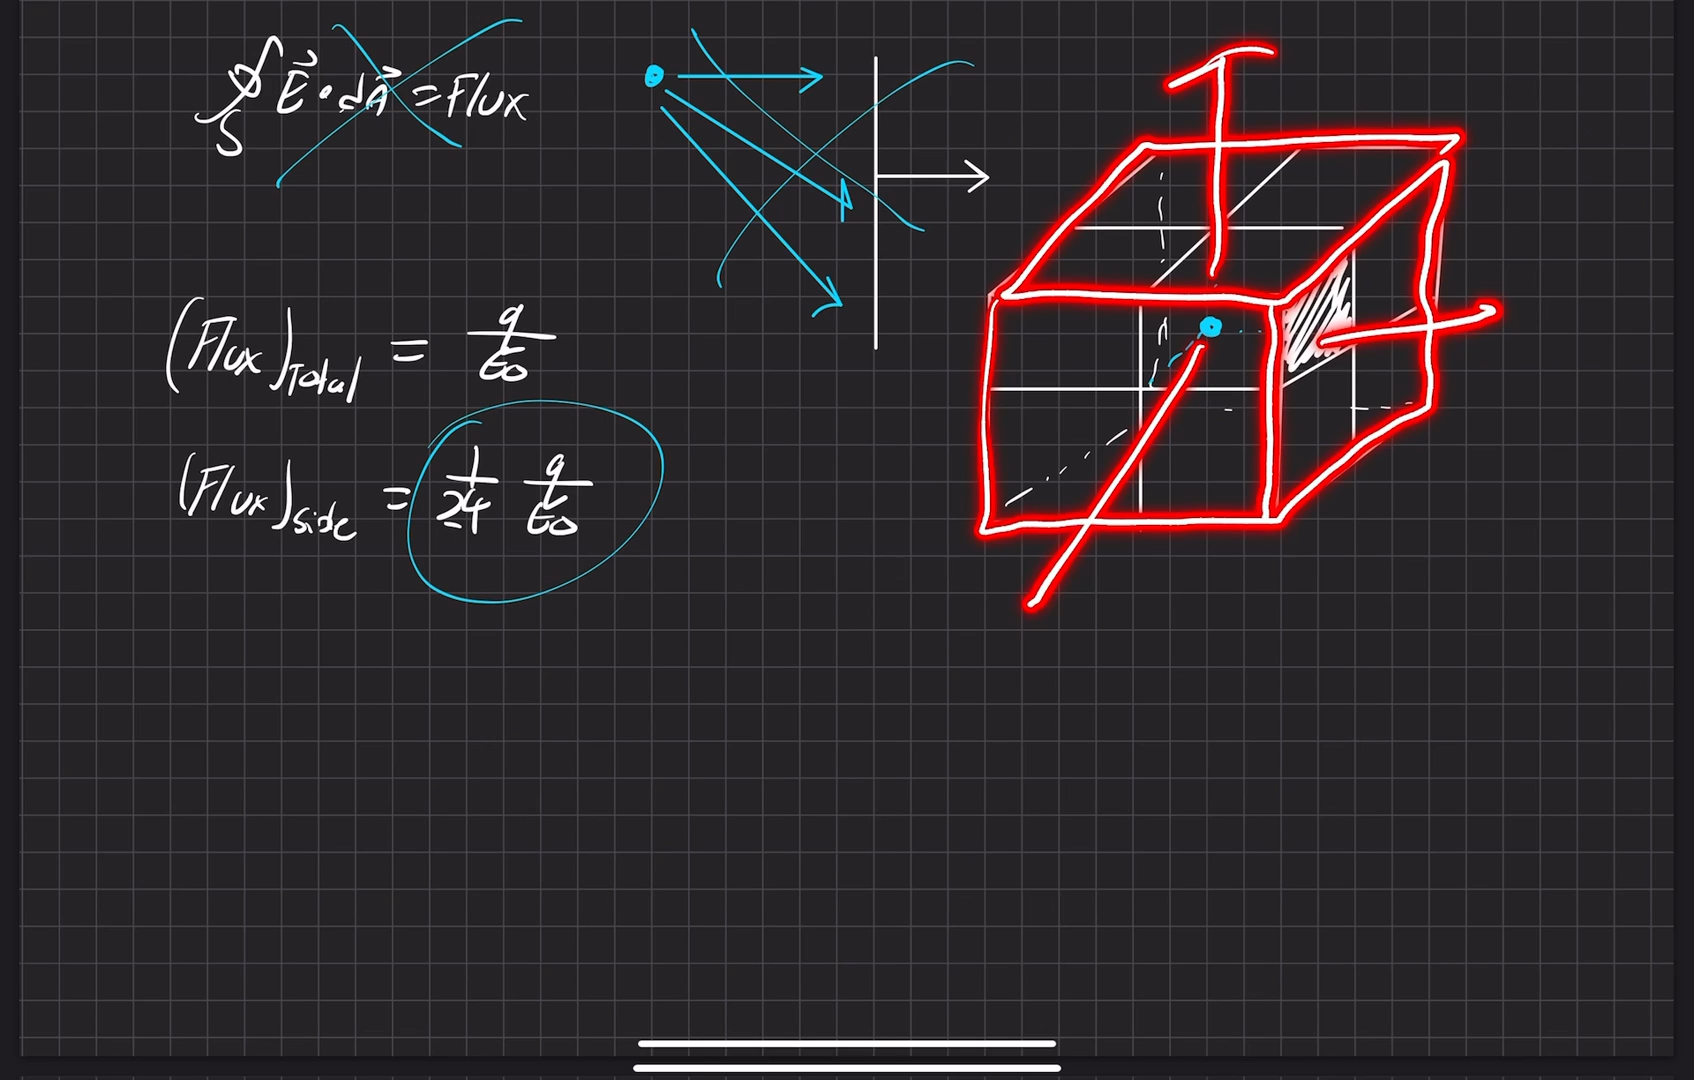 ∮_S E⃗ · dA⃗ = Flux
(Flux)_Total = q/ε₀
(Flux)_side = 1/24 q/ε₀